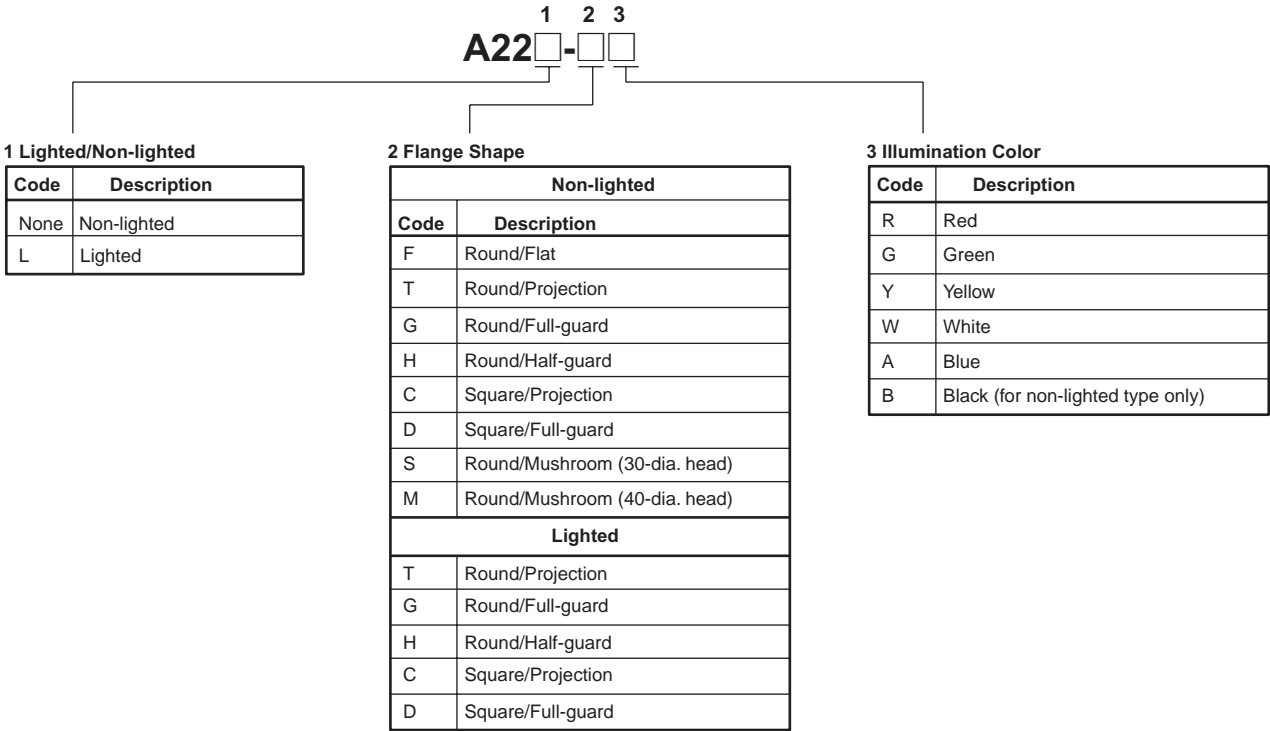 1 2 3
A22□-□□
1 Lighted/Non-lighted
Code Description
None Non-lighted
L Lighted
2 Flange Shape
Non-lighted
Code Description
F Round/Flat
T Round/Projection
G Round/Full-guard
H Round/Half-guard
C Square/Projection
D Square/Full-guard
S Round/Mushroom (30-dia. head)
M Round/Mushroom (40-dia. head)
Lighted
T Round/Projection
G Round/Full-guard
H Round/Half-guard
C Square/Projection
D Square/Full-guard
3 Illumination Color
Code Description
R Red
G Green
Y Yellow
W White
A Blue
B Black (for non-lighted type only)